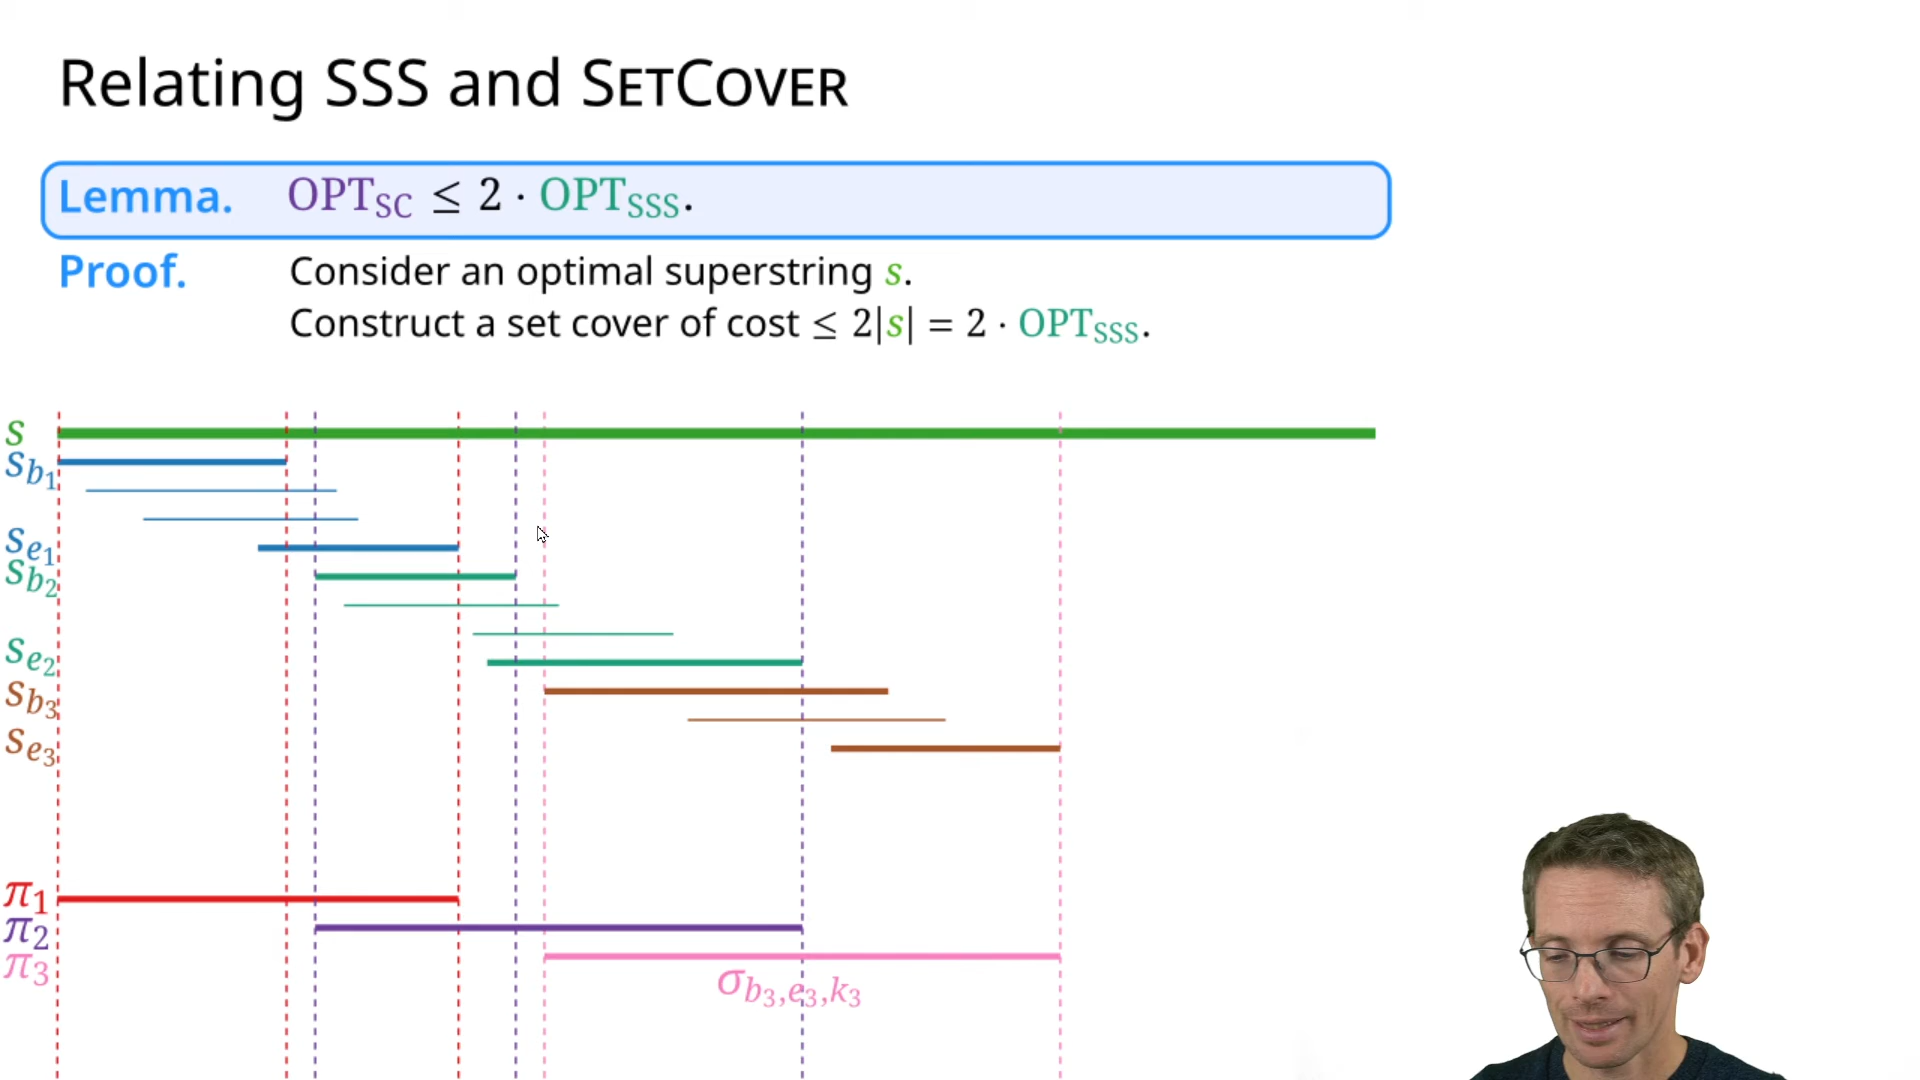 Relating SSS and SETCOVER
Lemma. OPT_SC ≤ 2 · OPT_SSS.
Proof. Consider an optimal superstring s.
Construct a set cover of cost ≤ 2|s| = 2 · OPT_SSS.
s
s_b₁
s_e₁
s_b₂
s_e₂
s_b₃
s_e₃
π₁
π₂
π₃
σ_b₃,e₃,k₃